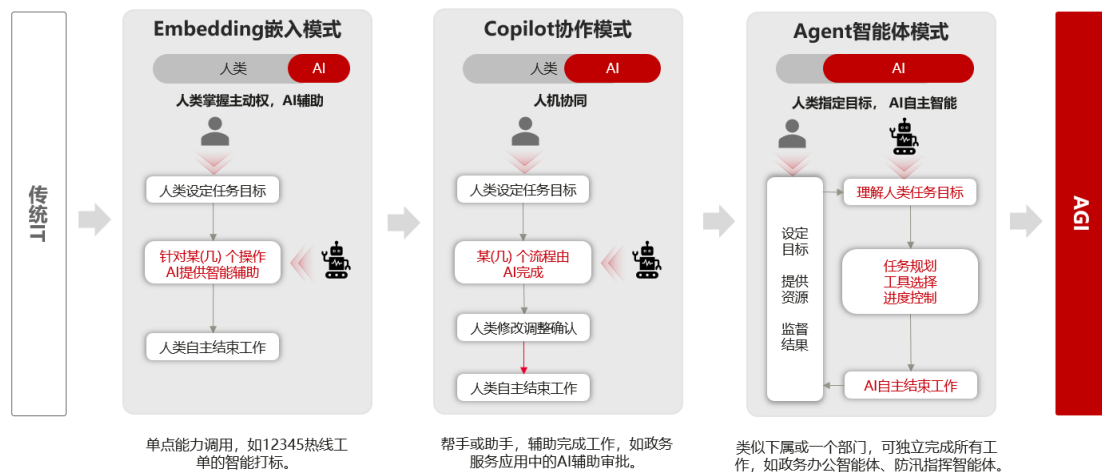 传统IT
Embedding嵌入模式
人类
AI
人类掌握主动权，AI辅助
人类设定任务目标
针对某(几) 个操作
AI提供智能辅助
人类自主结束工作
单点能力调用，如12345热线工
单的智能打标。
Copilot协作模式
人类
AI
人机协同
人类设定任务目标
某(几) 个流程由
AI完成
人类修改调整确认
人类自主结束工作
帮手或助手，辅助完成工作，如政务
服务应用中的AI辅助审批。
Agent智能体模式
AI
人类指定目标， AI自主智能
设定
目标
提供
资源
监督
结果
理解人类任务目标
任务规划
工具选择
进度控制
AI自主结束工作
类似下属或一个部门，可独立完成所有工
作，如政务办公智能体、防汛指挥智能体。
AGI